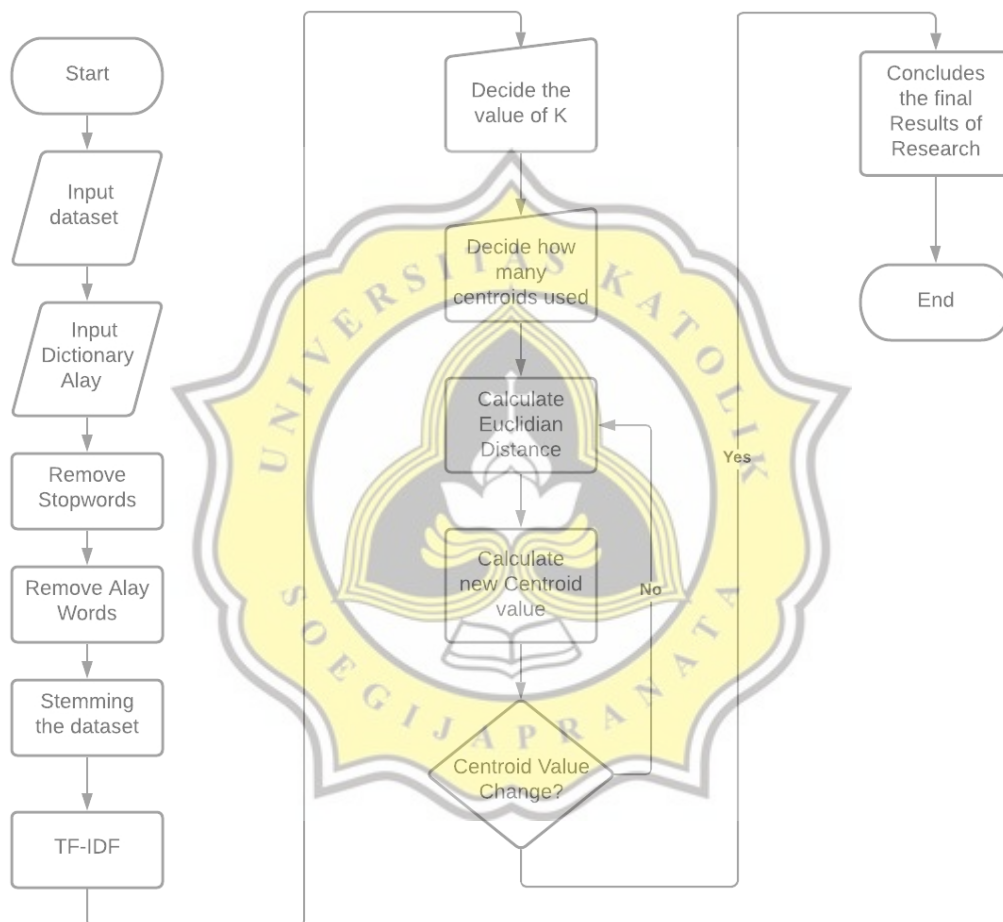 Start
Input
dataset
Input
Dictionary
Alay
Remove
Stopwords
Remove Alay
Words
Stemming
the dataset
TF-IDF
Decide the
value of K
Decide how
many
centroids used
Calculate
Euclidian
Distance
Calculate
new Centroid
value
Centroid Value
Change?
No
Yes
Concludes
the final
Results of
Research
End
UNIVERSITAS KATOLIK
SOEGIJAPRANATA